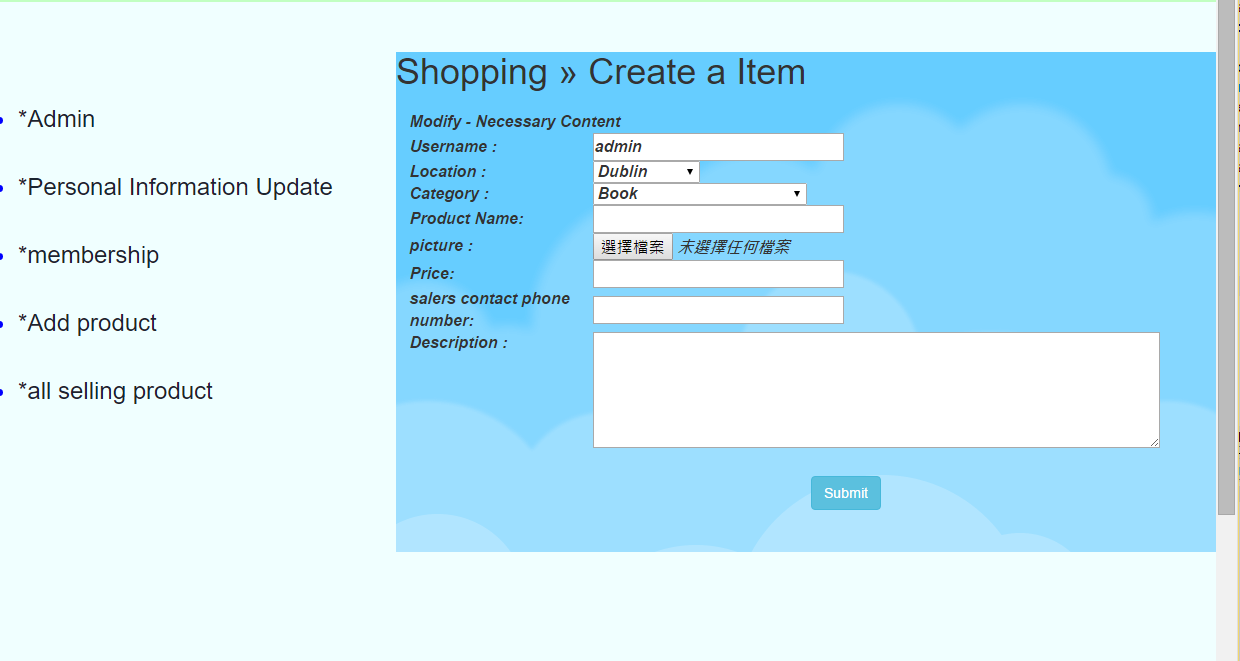 *Admin
*Personal Information Update
*membership
*Add product
*all selling product
Shopping » Create a Item
Modify - Necessary Content
Username : admin
Location : Dublin
Category : Book
Product Name:
picture : 選擇檔案 未選擇任何檔案
Price:
salers contact phone
number:
Description :
Submit